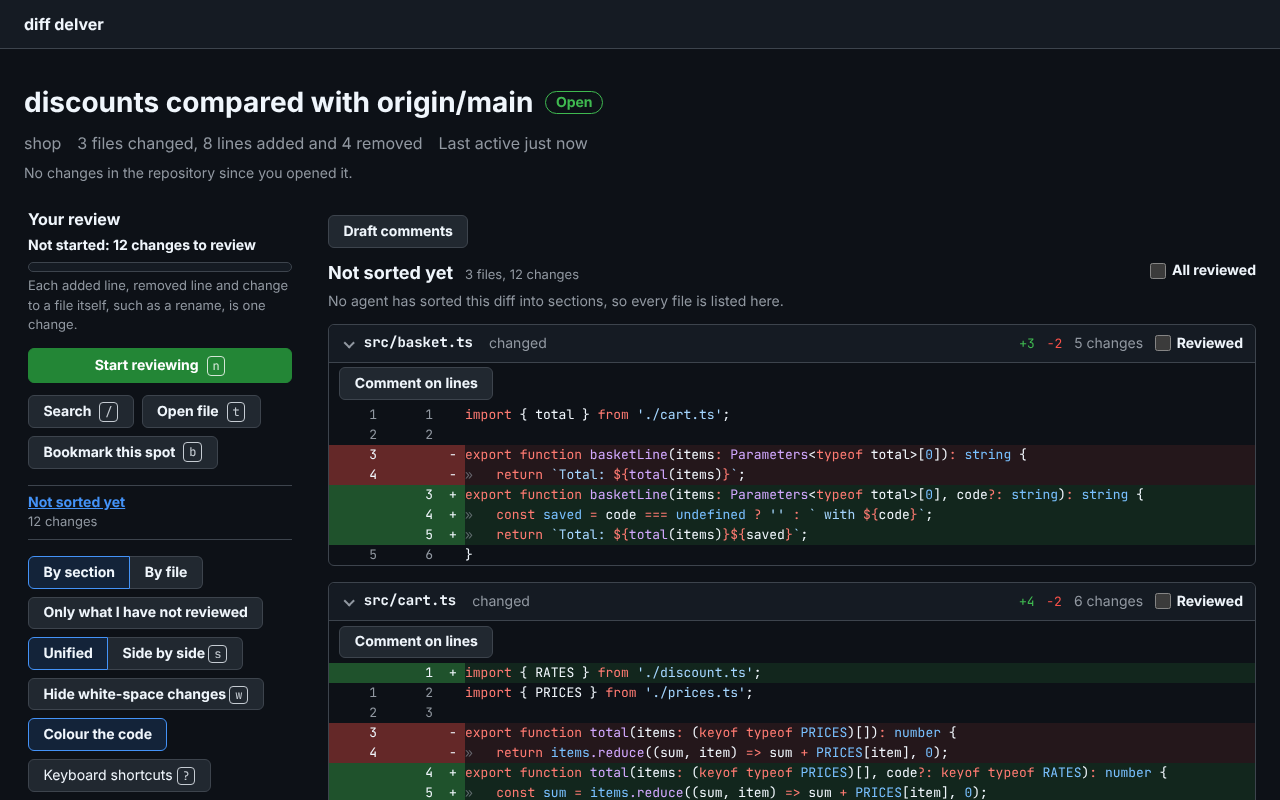 diff delver
discounts compared with origin/main Open
shop 3 files changed, 8 lines added and 4 removed Last active just now
No changes in the repository since you opened it.
Your review
Not started: 12 changes to review
Each added line, removed line and change
to a file itself, such as a rename, is one
change.
Start reviewing n
Search / Open file t
Bookmark this spot b
Not sorted yet
12 changes
By section By file
Only what I have not reviewed
Unified Side by side s
Hide white-space changes w
Colour the code
Keyboard shortcuts ?
Draft comments
Not sorted yet 3 files, 12 changes All reviewed
No agent has sorted this diff into sections, so every file is listed here.
src/basket.ts changed +3 -2 5 changes Reviewed
Comment on lines
1 1 import { total } from './cart.ts';
2 2
3 - export function basketLine(items: Parameters<typeof total>[0]): string {
4 - » return `Total: ${total(items)}`;
3 + export function basketLine(items: Parameters<typeof total>[0], code?: string): string {
4 + » const saved = code === undefined ? '' : ` with ${code}`;
5 + » return `Total: ${total(items)}${saved}`;
5 6 }
src/cart.ts changed +4 -2 6 changes Reviewed
Comment on lines
1 + import { RATES } from './discount.ts';
1 2 import { PRICES } from './prices.ts';
2 3
3 - export function total(items: (keyof typeof PRICES)[]): number {
4 - » return items.reduce((sum, item) => sum + PRICES[item], 0);
4 + export function total(items: (keyof typeof PRICES)[], code?: keyof typeof RATES): number {
5 + » const sum = items.reduce((sum, item) => sum + PRICES[item], 0);